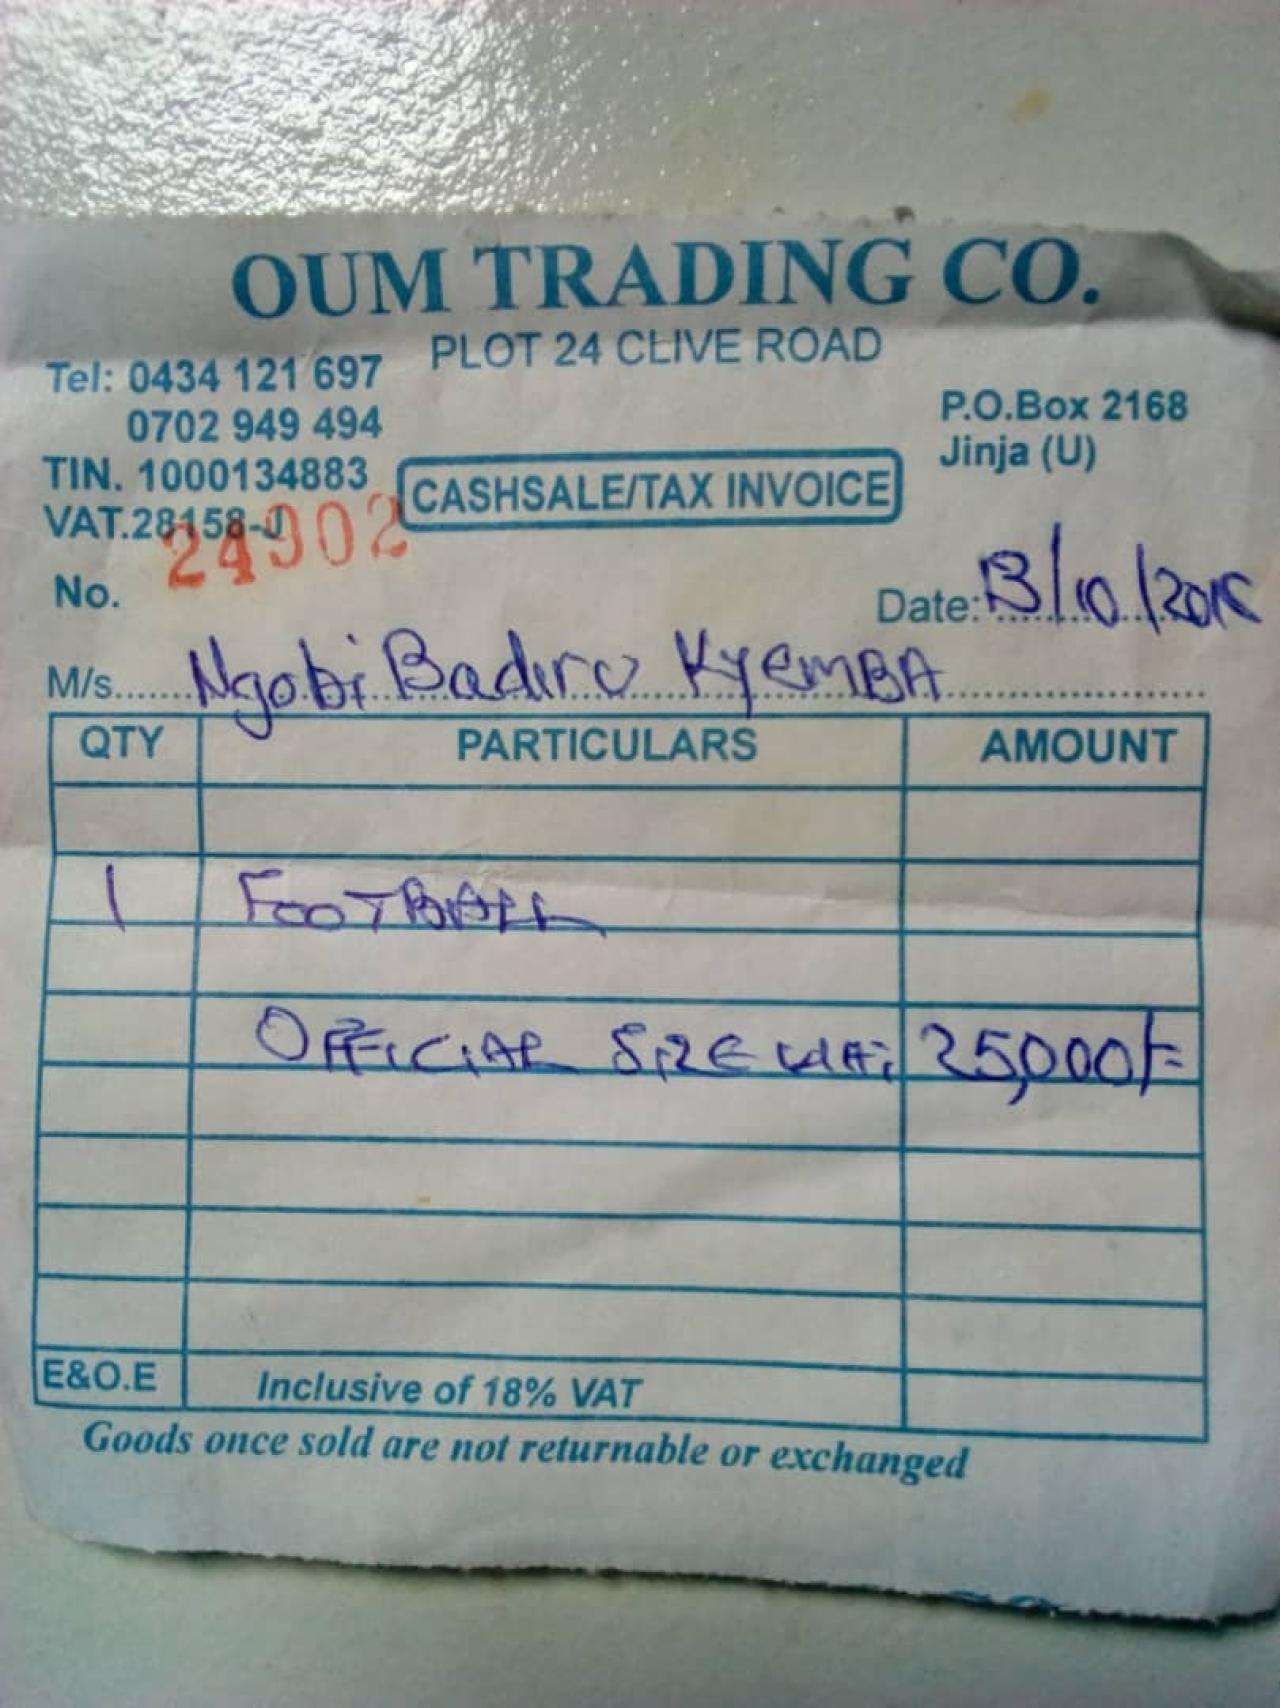 OUM TRADING CO.
PLOT 24 CLIVE ROAD
Tel: 0434 121 697
0702 949 494
P.O.Box 2168
Jinja (U)
TIN. 1000134883
VAT.28158-J
CASHSALE/TAX INVOICE
No. 24902
Date: 13/10/2015
M/s. Ngobi Badiru KyemBA
QTY PARTICULARS AMOUNT
1 FOOTBALL
OFFICIAL SIZE 25,000/=
E&O.E Inclusive of 18% VAT
Goods once sold are not returnable or exchanged